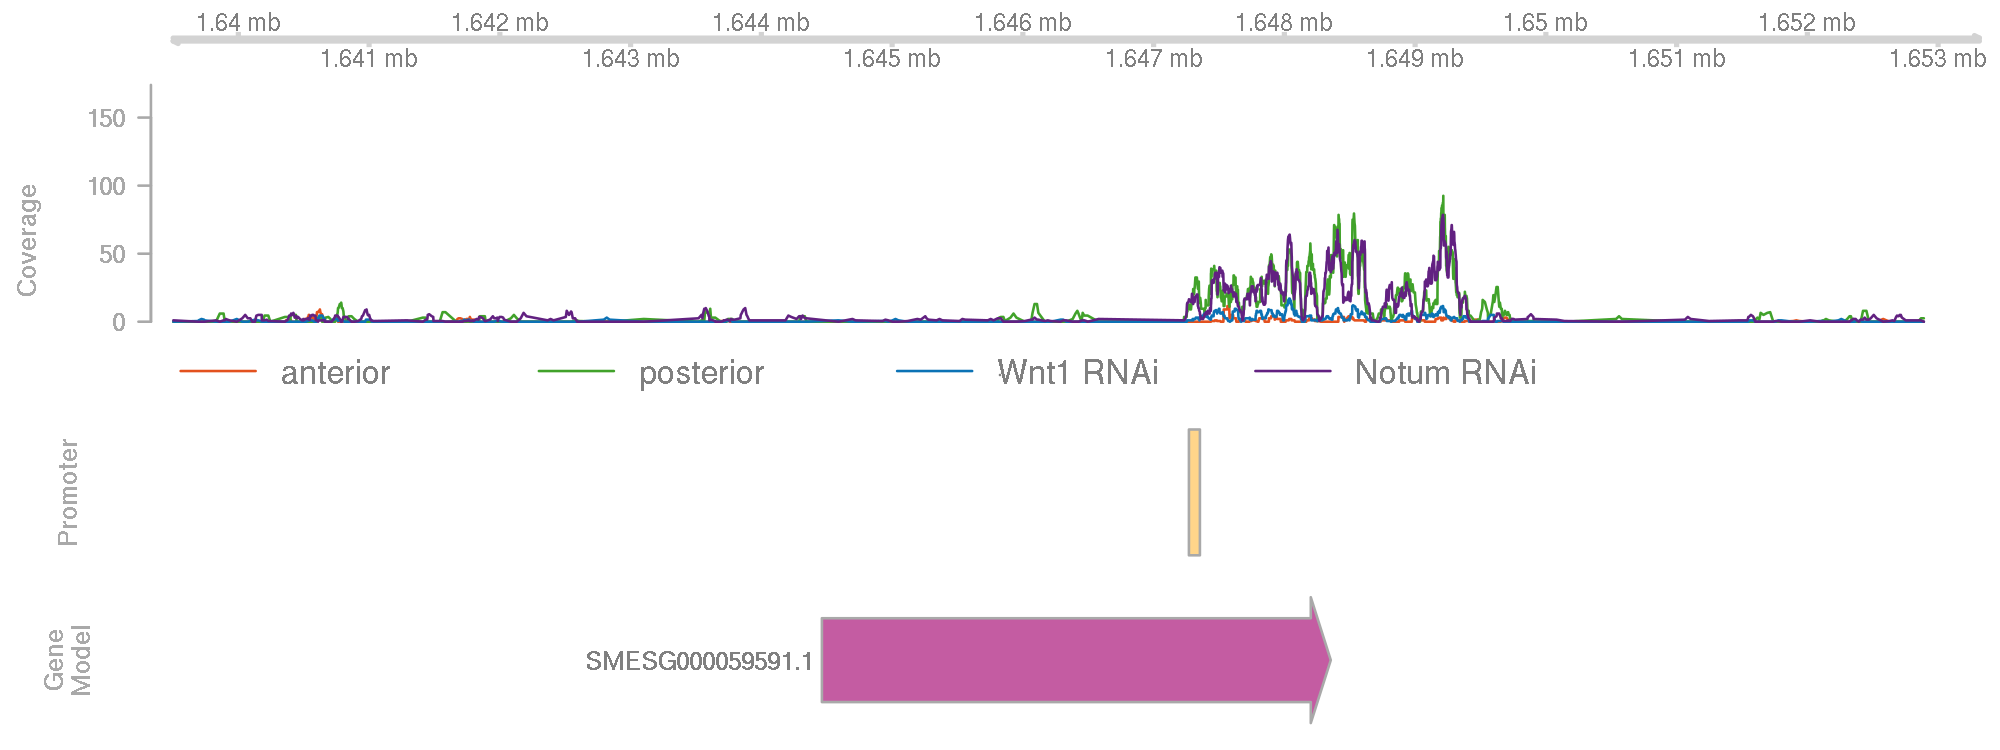 1.64 mb 1.642 mb 1.644 mb 1.646 mb 1.648 mb 1.65 mb 1.652 mb
1.641 mb 1.643 mb 1.645 mb 1.647 mb 1.649 mb 1.651 mb 1.653 mb
Coverage
150
100
50
0
anterior posterior Wnt1 RNAi Notum RNAi
Promoter
Gene
Model
SMESG000059591.1